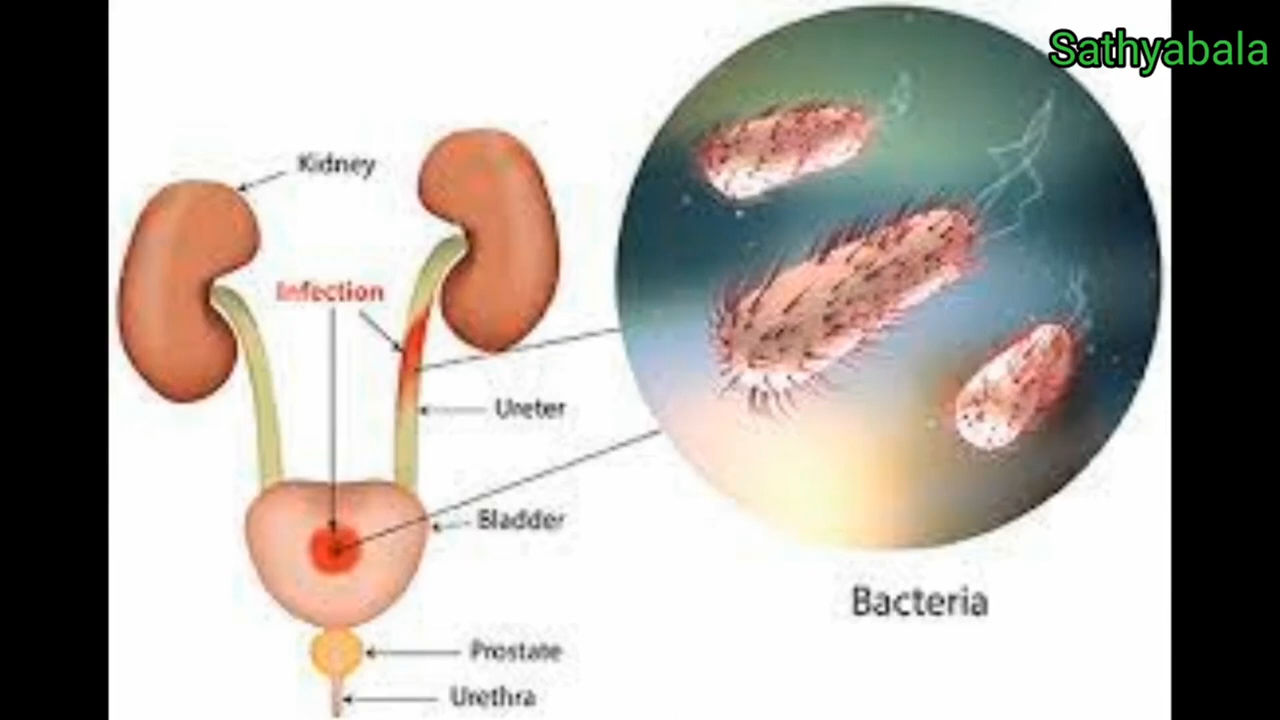 Sathyabala
Kidney
Infection
Ureter
Bladder
Bacteria
Prostate
Urethra